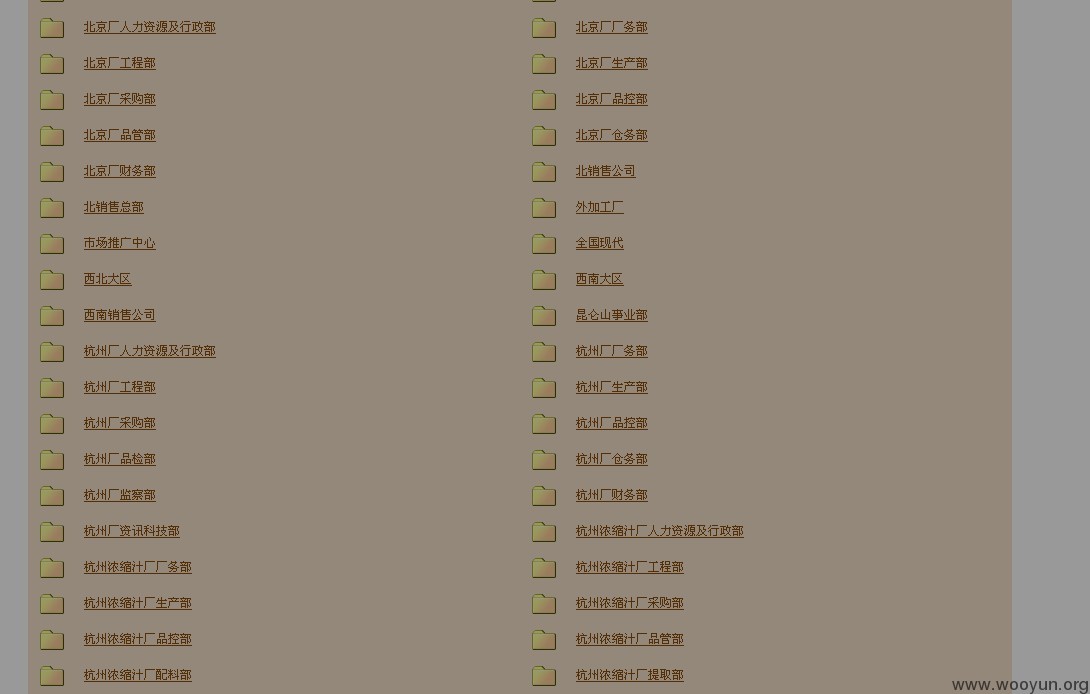 北京厂人力资源及行政部 北京厂厂务部
北京厂工程部 北京厂生产部
北京厂采购部 北京厂品控部
北京厂品管部 北京厂仓务部
北京厂财务部 北销售公司
北销售总部 外加工厂
市场推广中心 全国现代
西北大区 西南大区
西南销售公司 昆仑山事业部
杭州厂人力资源及行政部 杭州厂厂务部
杭州厂工程部 杭州厂生产部
杭州厂采购部 杭州厂品控部
杭州厂品检部 杭州厂仓务部
杭州厂监察部 杭州厂财务部
杭州厂资讯科技部 杭州浓缩汁厂人力资源及行政部
杭州浓缩汁厂厂务部 杭州浓缩汁厂工程部
杭州浓缩汁厂生产部 杭州浓缩汁厂采购部
杭州浓缩汁厂品控部 杭州浓缩汁厂品管部
杭州浓缩汁厂配料部 杭州浓缩汁厂提取部
www.wooyun.org